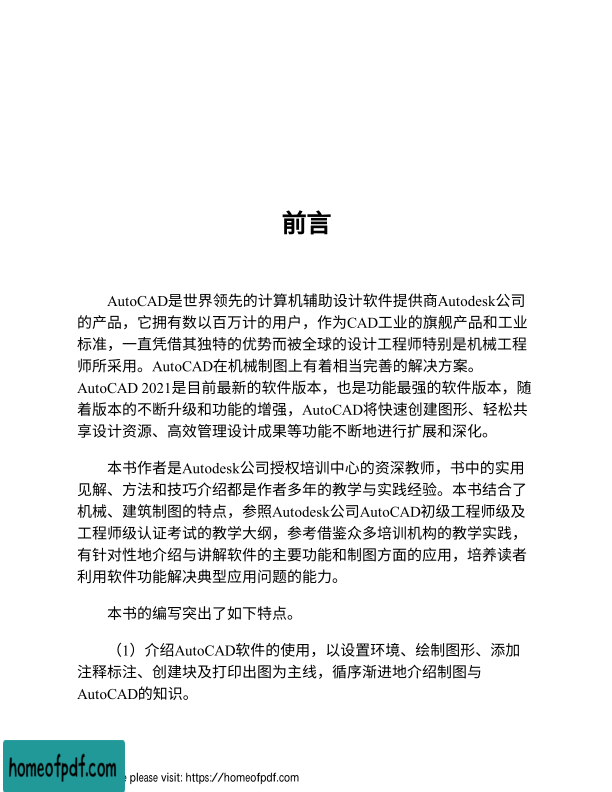 前言
AutoCAD是世界领先的计算机辅助设计软件提供商Autodesk公司
的产品，它拥有数以百万计的用户，作为CAD工业的旗舰产品和工业
标准，一直凭借其独特的优势而被全球的设计工程师特别是机械工程
师所采用。AutoCAD在机械制图上有着相当完善的解决方案。
AutoCAD 2021是目前最新的软件版本，也是功能最强的软件版本，随
着版本的不断升级和功能的增强，AutoCAD将快速创建图形、轻松共
享设计资源、高效管理设计成果等功能不断地进行扩展和深化。
本书作者是Autodesk公司授权培训中心的资深教师，书中的实用
见解、方法和技巧介绍都是作者多年的教学与实践经验。本书结合了
机械、建筑制图的特点，参照Autodesk公司AutoCAD初级工程师级及
工程师级认证考试的教学大纲，参考借鉴众多培训机构的教学实践，
有针对性地介绍与讲解软件的主要功能和制图方面的应用，培养读者
利用软件功能解决典型应用问题的能力。
本书的编写突出了如下特点。
（1）介绍AutoCAD软件的使用，以设置环境、绘制图形、添加
注释标注、创建块及打印出图为主线，循序渐进地介绍制图与
AutoCAD的知识。
homeofpdf.com
please visit: https://homeofpdf.com